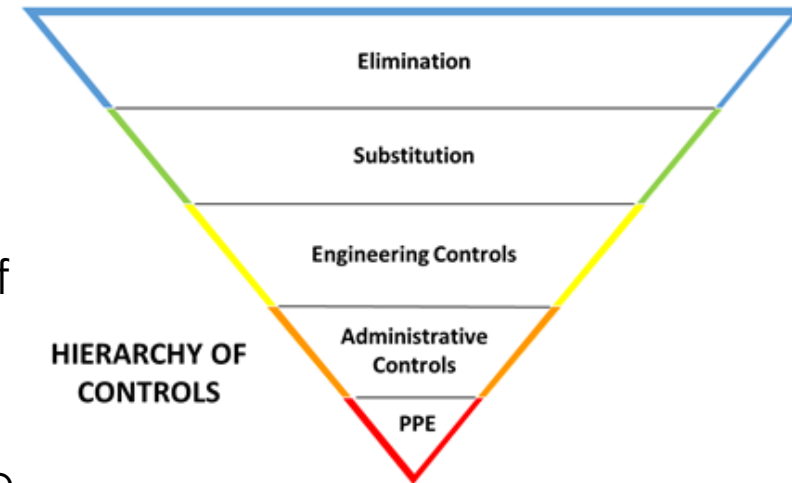 Elimination
Substitution
Engineering Controls
f
Administrative
Controls
HIERARCHY OF
CONTROLS
PPE